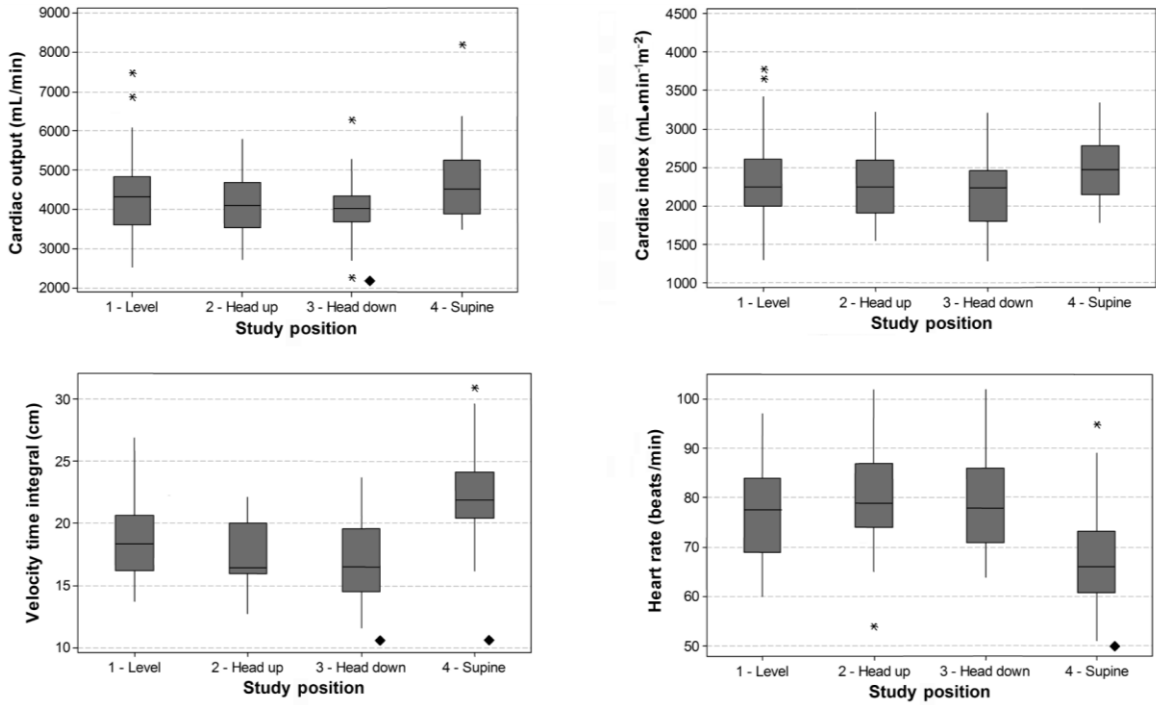 Cardiac output (mL/min)
9000
8000
7000
6000
5000
4000
3000
2000
1 - Level 2 - Head up 3 - Head down 4 - Supine
Study position
Cardiac index (mL•min⁻¹m⁻²)
4500
4000
3500
3000
2500
2000
1500
1000
1 - Level 2 - Head up 3 - Head down 4 - Supine
Study position
Velocity time integral (cm)
30
25
20
15
10
1 - Level 2 - Head up 3 - Head down 4 - Supine
Study position
Heart rate (beats/min)
100
90
80
70
60
50
1 - Level 2 - Head up 3 - Head down 4 - Supine
Study position